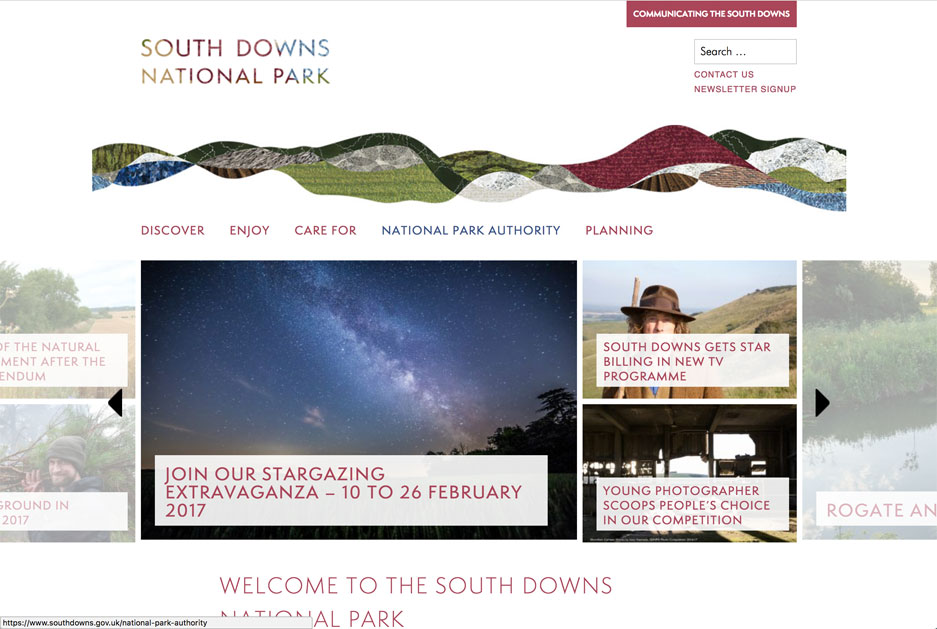 COMMUNICATING THE SOUTH DOWNS
SOUTH DOWNS
NATIONAL PARK
Search …
CONTACT US
NEWSLETTER SIGNUP
DISCOVER ENJOY CARE FOR NATIONAL PARK AUTHORITY PLANNING
OF THE NATURAL
MENT AFTER THE
ENDUM
GROUND IN
2017
JOIN OUR STARGAZING
EXTRAVAGANZA – 10 TO 26 FEBRUARY
2017
SOUTH DOWNS GETS STAR
BILLING IN NEW TV
PROGRAMME
YOUNG PHOTOGRAPHER
SCOOPS PEOPLE'S CHOICE
IN OUR COMPETITION
ROGATE AN
WELCOME TO THE SOUTH DOWNS
NATIONAL PARK
https://www.southdowns.gov.uk/national-park-authority